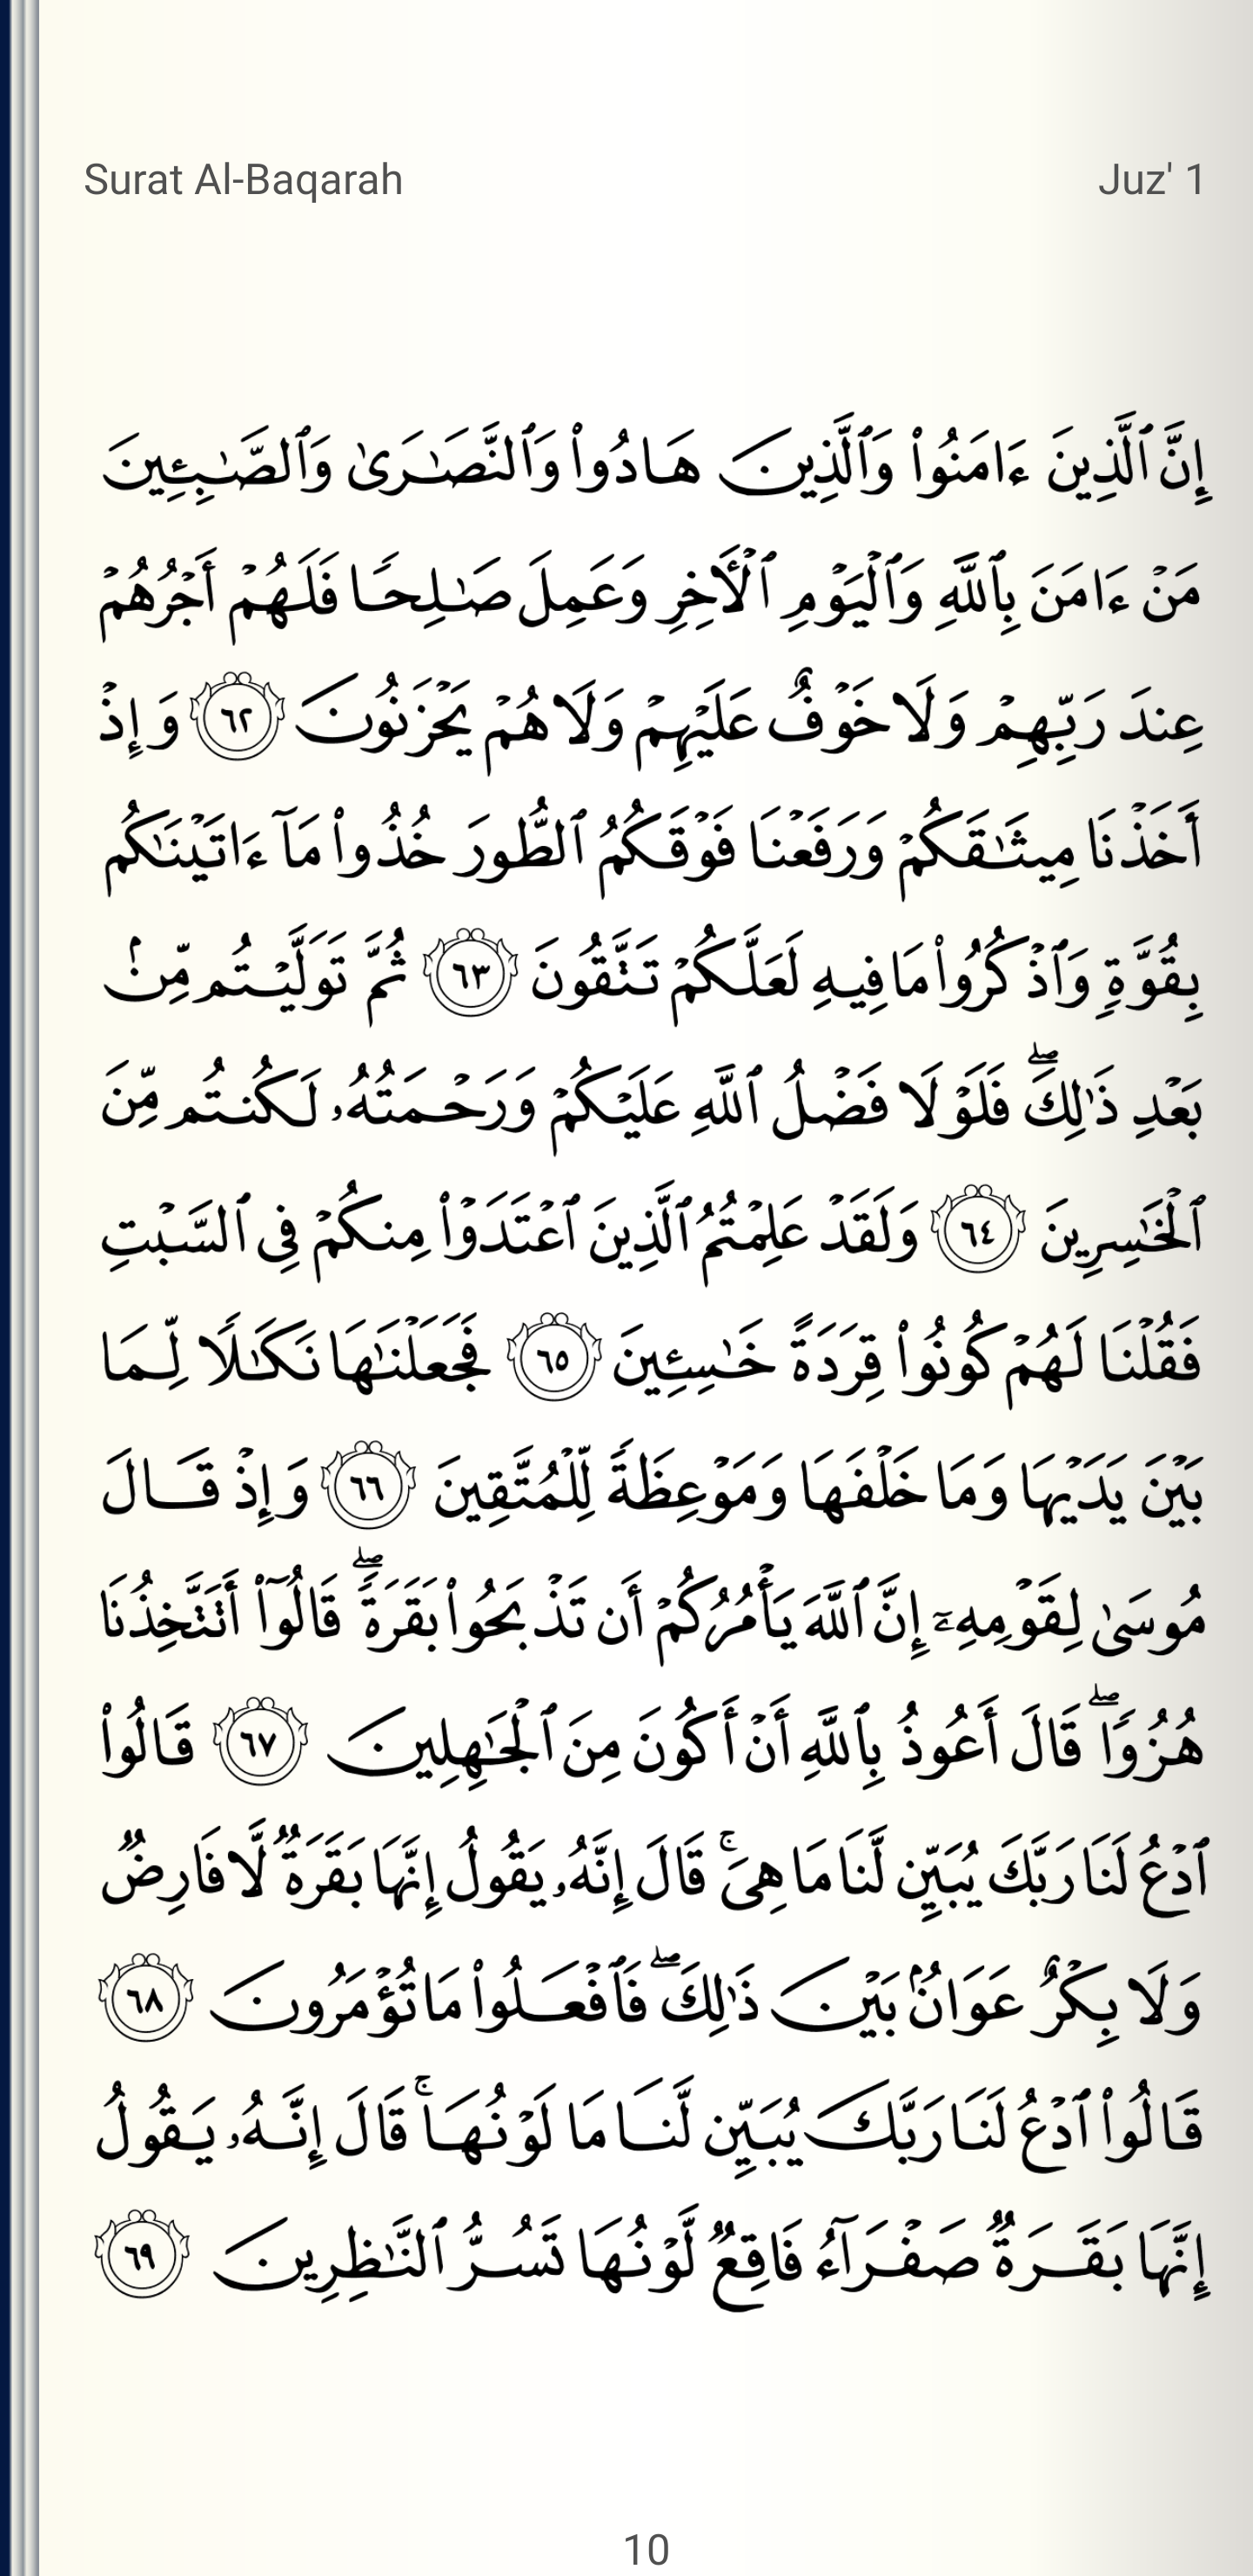 Surat Al-Baqarah
Juz' 1
إِنَّ ٱلَّذِينَ ءَامَنُوا۟ وَٱلَّذِينَ هَادُوا۟ وَٱلنَّصَـٰرَىٰ وَٱلصَّـٰبِـِٔينَ
مَنْ ءَامَنَ بِٱللَّهِ وَٱلْيَوْمِ ٱلْـَٔاخِرِ وَعَمِلَ صَـٰلِحًا فَلَهُمْ أَجْرُهُمْ
عِندَ رَبِّهِمْ وَلَا خَوْفٌ عَلَيْهِمْ وَلَا هُمْ يَحْزَنُونَ ٦٢ وَإِذْ
أَخَذْنَا مِيثَـٰقَكُمْ وَرَفَعْنَا فَوْقَكُمُ ٱلطُّورَ خُذُوا۟ مَآ ءَاتَيْنَـٰكُم
بِقُوَّةٍ وَٱذْكُرُوا۟ مَا فِيهِ لَعَلَّكُمْ تَتَّقُونَ ٦٣ ثُمَّ تَوَلَّيْتُم مِّنۢ
بَعْدِ ذَٰلِكَ ۖ فَلَوْلَا فَضْلُ ٱللَّهِ عَلَيْكُمْ وَرَحْمَتُهُۥ لَكُنتُم مِّنَ
ٱلْخَـٰسِرِينَ ٦٤ وَلَقَدْ عَلِمْتُمُ ٱلَّذِينَ ٱعْتَدَوْا۟ مِنكُمْ فِى ٱلسَّبْتِ
فَقُلْنَا لَهُمْ كُونُوا۟ قِرَدَةً خَـٰسِـِٔينَ ٦٥ فَجَعَلْنَـٰهَا نَكَـٰلًا لِّمَا
بَيْنَ يَدَيْهَا وَمَا خَلْفَهَا وَمَوْعِظَةً لِّلْمُتَّقِينَ ٦٦ وَإِذْ قَالَ
مُوسَىٰ لِقَوْمِهِۦٓ إِنَّ ٱللَّهَ يَأْمُرُكُمْ أَن تَذْبَحُوا۟ بَقَرَةً ۖ قَالُوٓا۟ أَتَتَّخِذُنَا
هُزُوًا ۖ قَالَ أَعُوذُ بِٱللَّهِ أَنْ أَكُونَ مِنَ ٱلْجَـٰهِلِينَ ٦٧ قَالُوا۟
ٱدْعُ لَنَا رَبَّكَ يُبَيِّن لَّنَا مَا هِىَ ۚ قَالَ إِنَّهُۥ يَقُولُ إِنَّهَا بَقَرَةٌ لَّا فَارِضٌ
وَلَا بِكْرٌ عَوَانٌۢ بَيْنَ ذَٰلِكَ ۖ فَٱفْعَلُوا۟ مَا تُؤْمَرُونَ ٦٨
قَالُوا۟ ٱدْعُ لَنَا رَبَّكَ يُبَيِّن لَّنَا مَا لَوْنُهَا ۚ قَالَ إِنَّهُۥ يَقُولُ
إِنَّهَا بَقَرَةٌ صَفْرَآءُ فَاقِعٌ لَّوْنُهَا تَسُرُّ ٱلنَّـٰظِرِينَ ٦٩
10